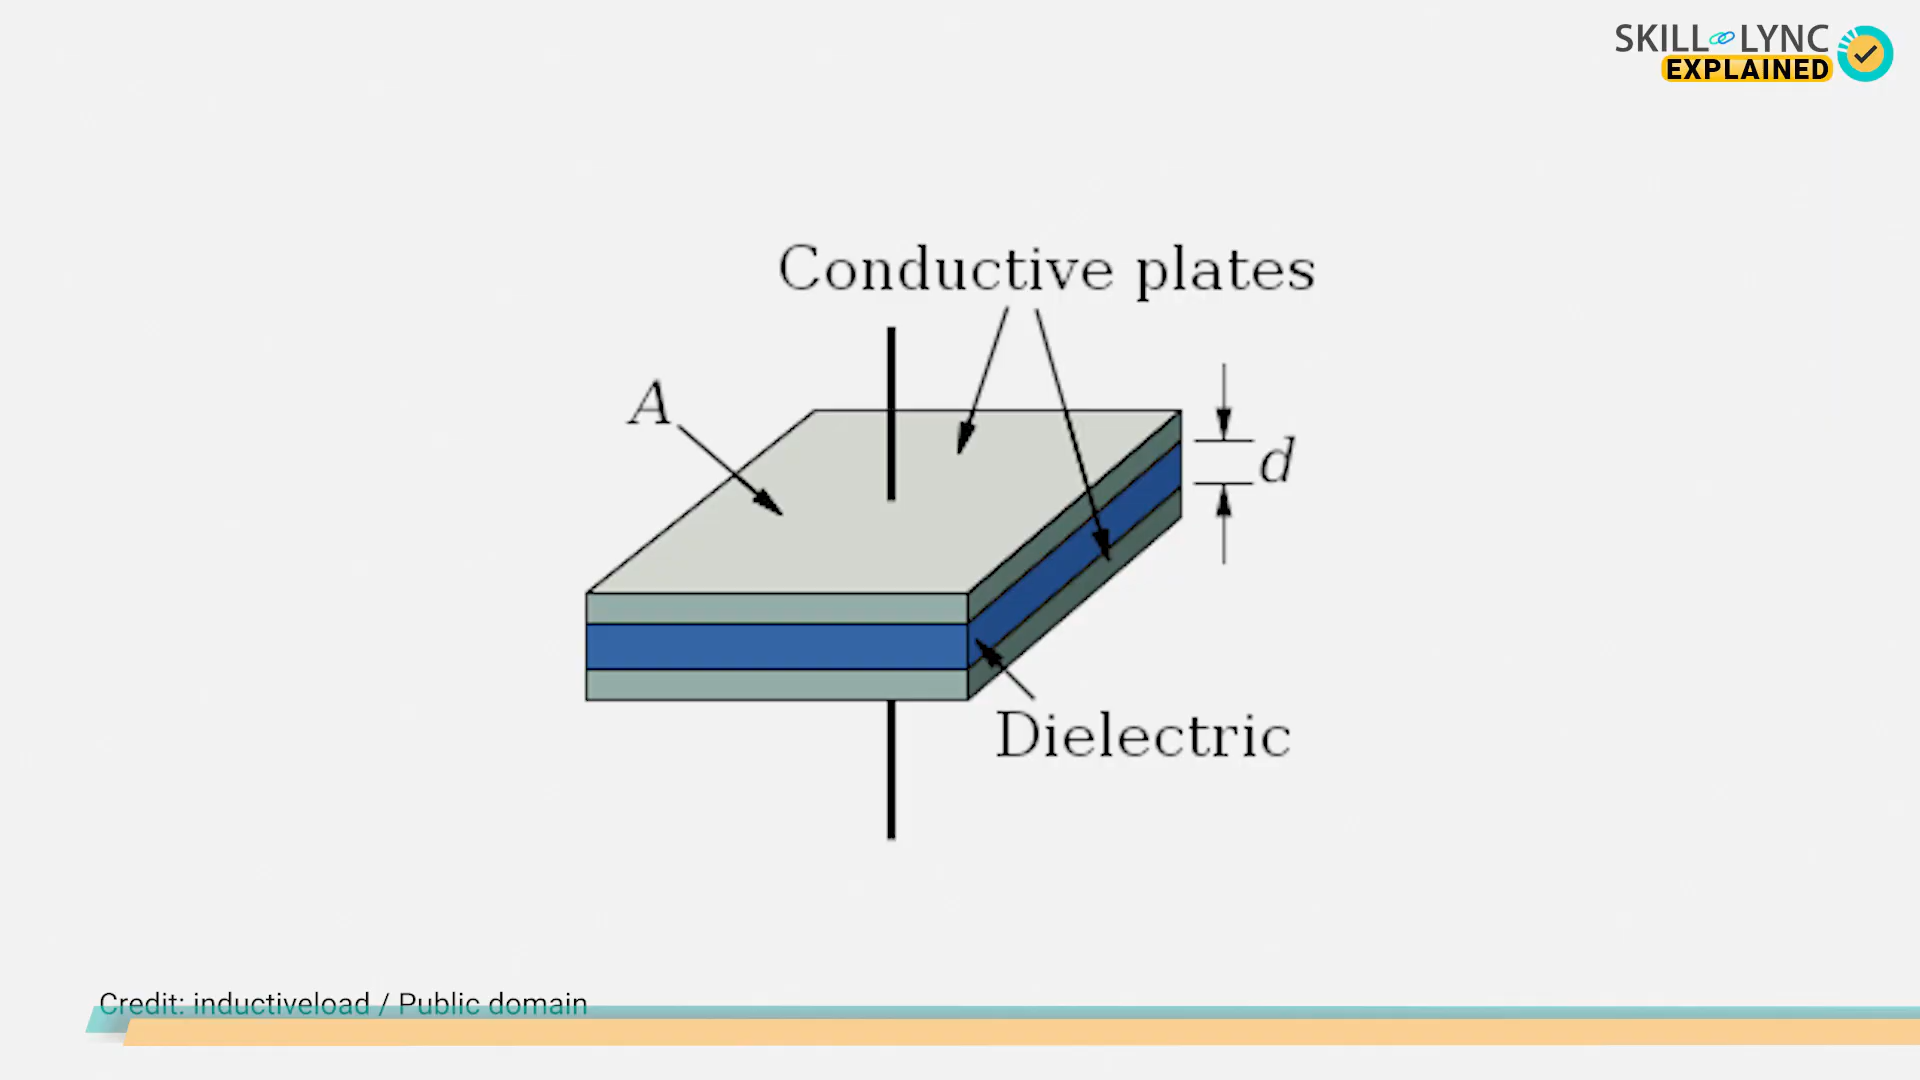 SKILL LYNC
EXPLAINED
Conductive plates
A
d
Dielectric
Credit: inductiveload / Public domain